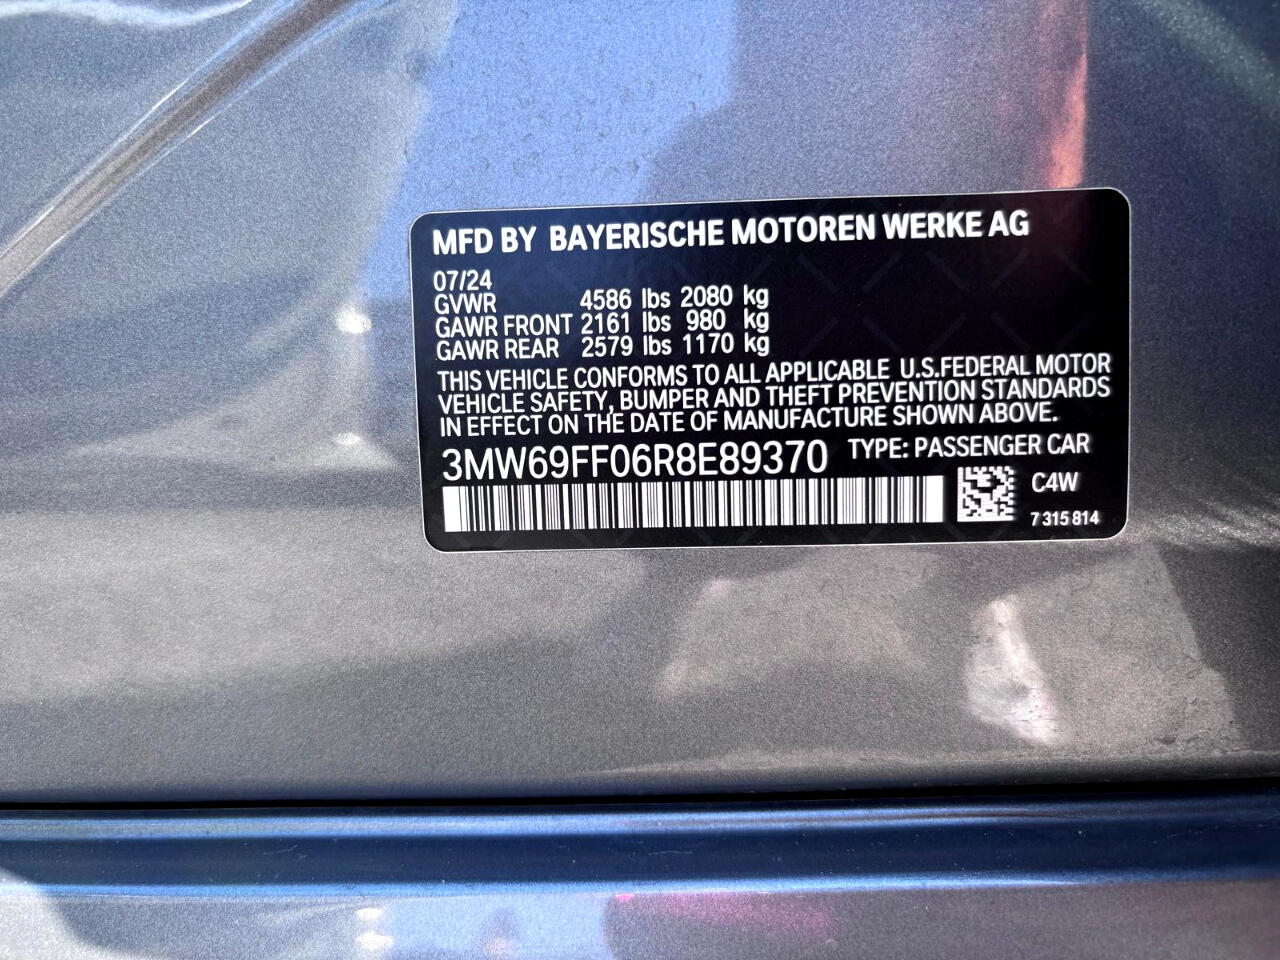 MFD BY BAYERISCHE MOTOREN WERKE AG
07/24
GVWR 4586 lbs 2080 kg
GAWR FRONT 2161 lbs 980 kg
GAWR REAR 2579 lbs 1170 kg
THIS VEHICLE CONFORMS TO ALL APPLICABLE U.S.FEDERAL MOTOR
VEHICLE SAFETY, BUMPER AND THEFT PREVENTION STANDARDS
IN EFFECT ON THE DATE OF MANUFACTURE SHOWN ABOVE.
3MW69FF06R8E89370 TYPE: PASSENGER CAR
C4W
7 315 814